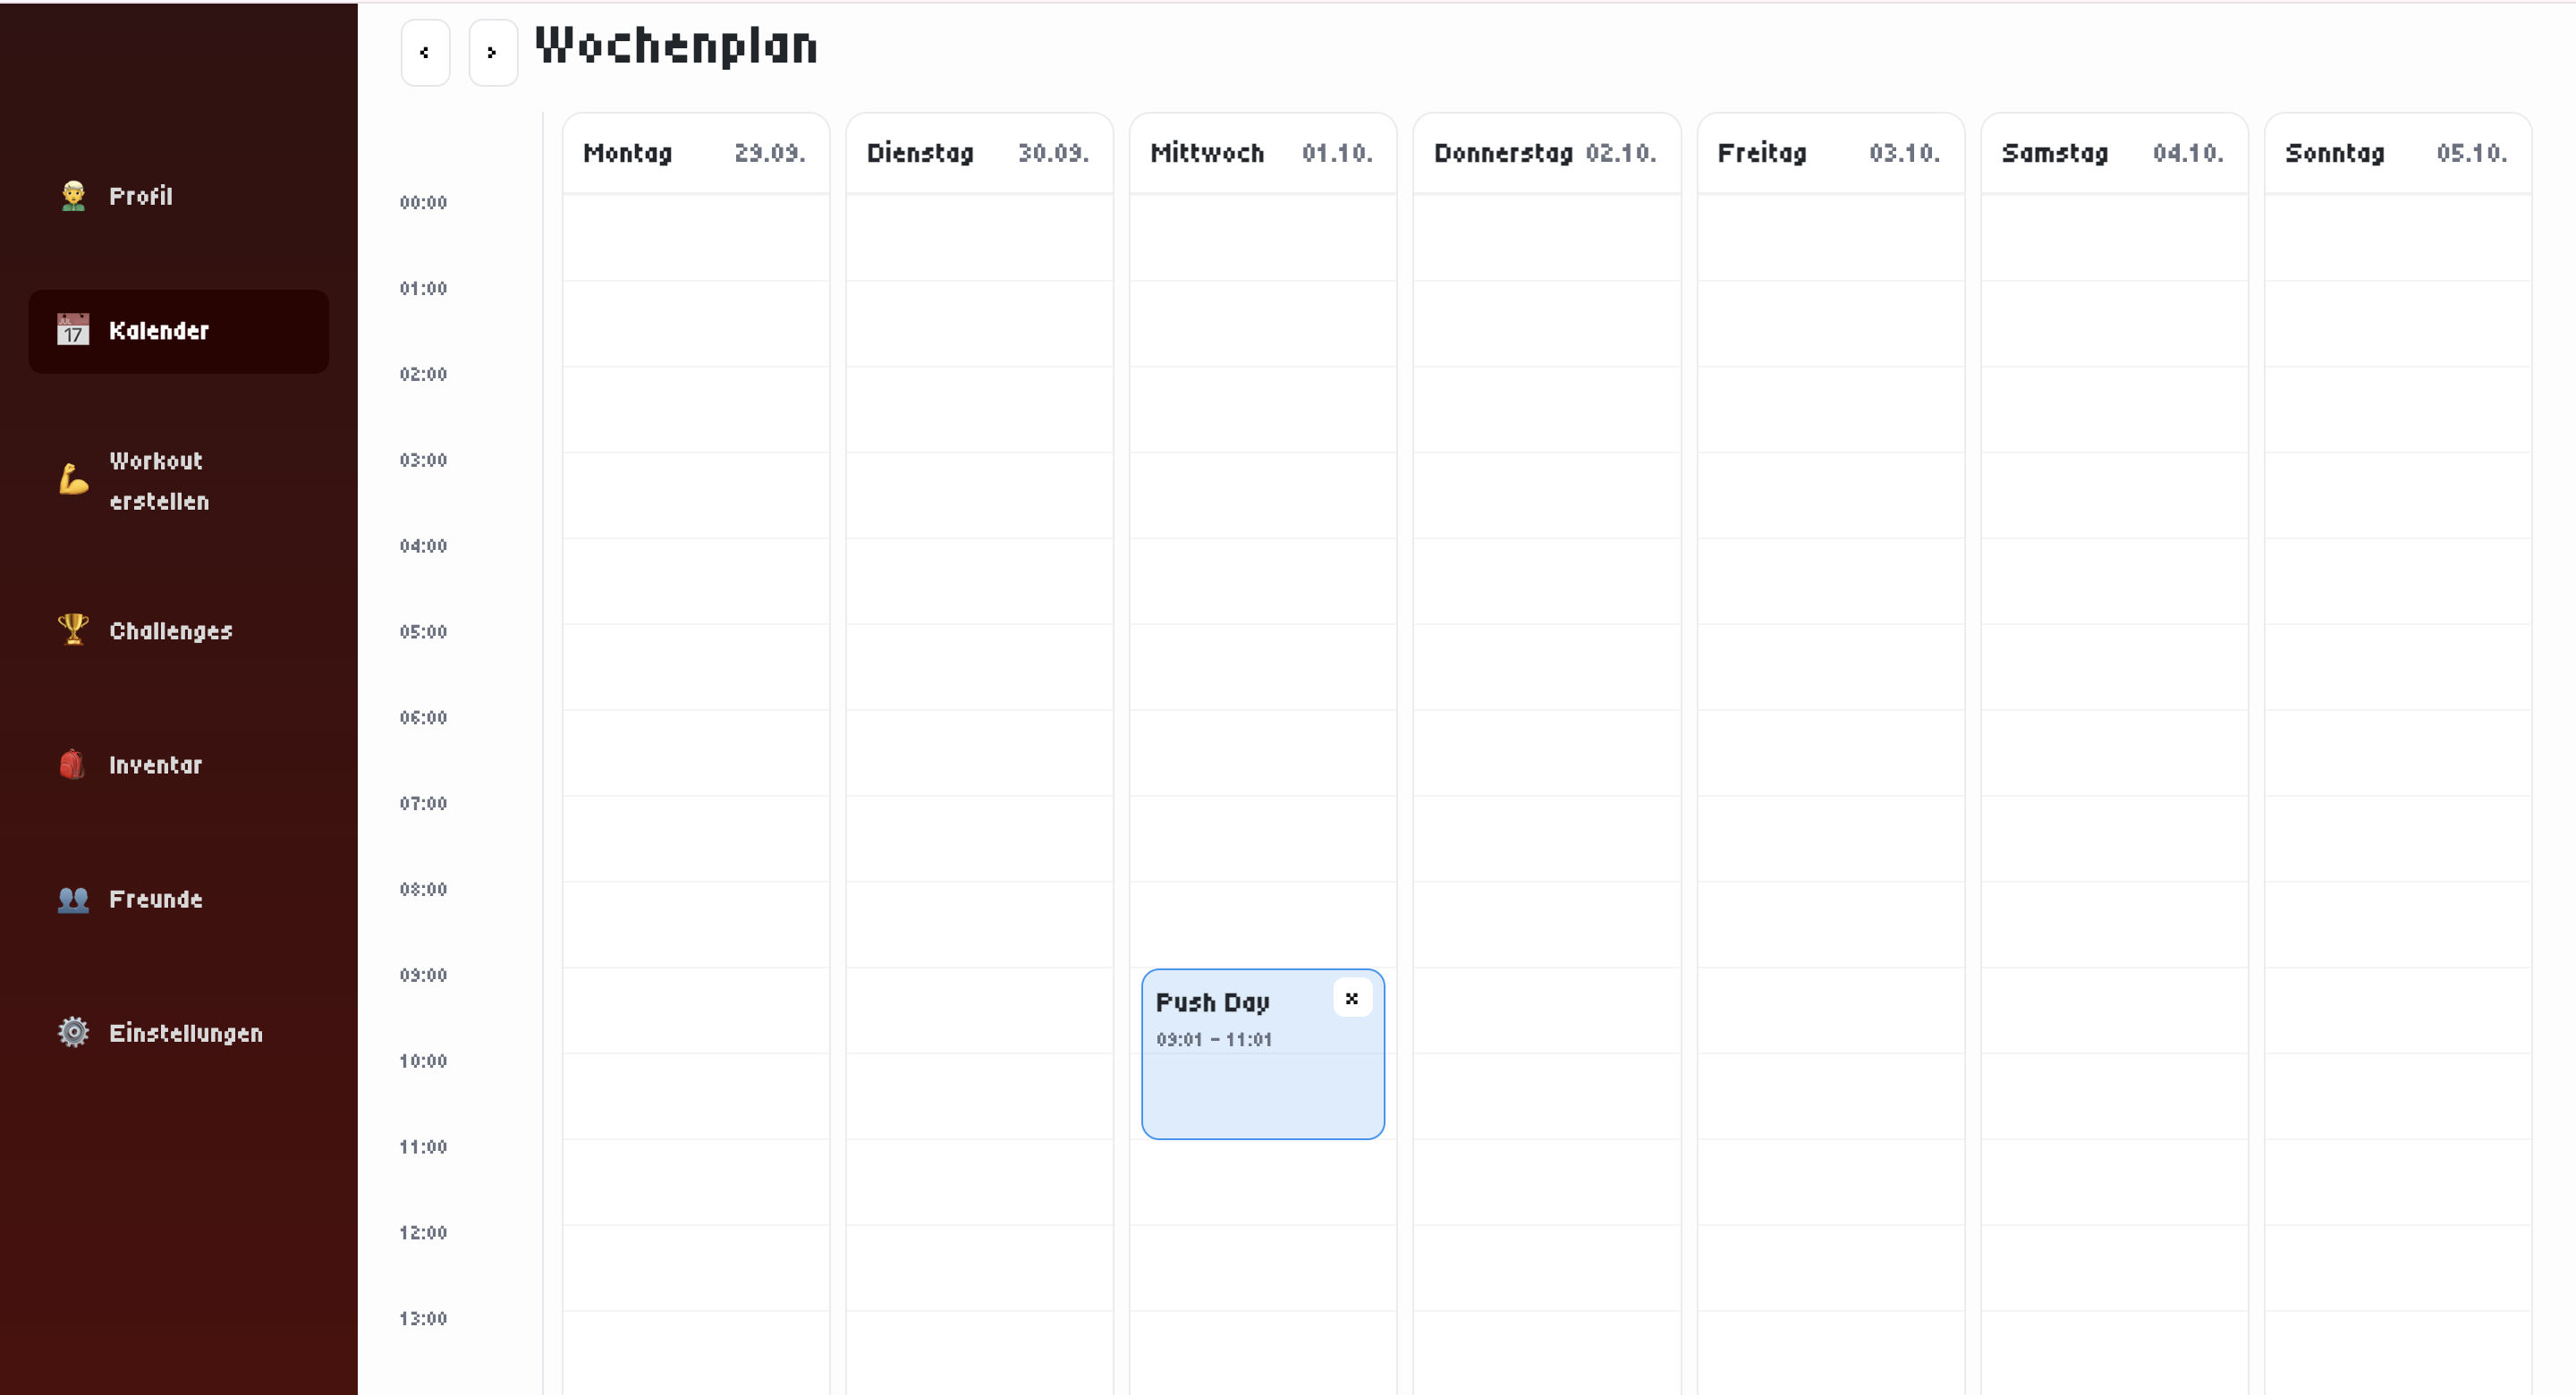 ‹ › Wochenplan
Profil
Kalender
Workout
erstellen
Challenges
Inventar
Freunde
Einstellungen
Montag 29.09. Dienstag 30.09. Mittwoch 01.10. Donnerstag 02.10. Freitag 03.10. Samstag 04.10. Sonntag 05.10.
00:00
01:00
02:00
03:00
04:00
05:00
06:00
07:00
08:00
09:00
10:00
11:00
12:00
13:00
Push Day ×
09:01 - 11:01
JUL
17